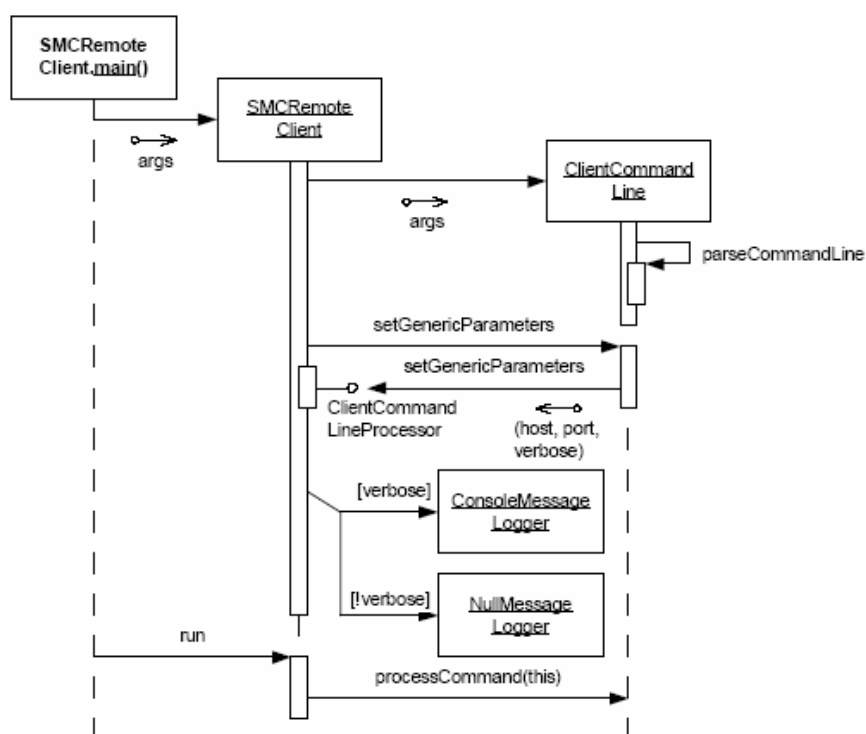 SMCRemote
Client.main()
SMCRemote
Client
args
ClientCommand
Line
args
parseCommandLine
setGenericParameters
setGenericParameters
ClientCommand
LineProcessor
(host, port,
verbose)
[verbose]
ConsoleMessage
Logger
[!verbose]
NullMessage
Logger
run
processCommand(this)